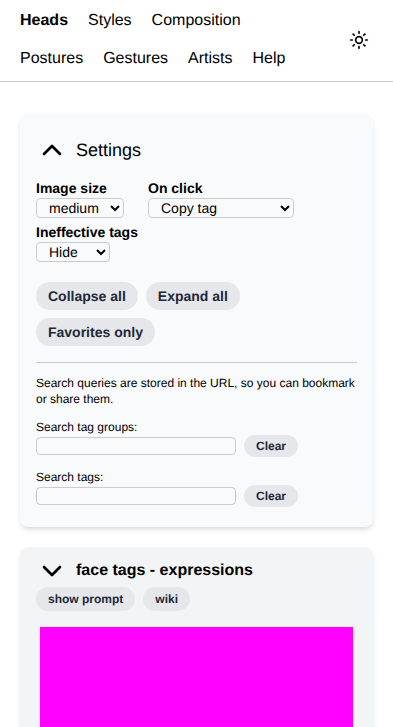 Heads Styles Composition
Postures Gestures Artists Help
Settings
Image size On click
medium Copy tag
Ineffective tags
Hide
Collapse all Expand all
Favorites only
Search queries are stored in the URL, so you can bookmark
or share them.
Search tag groups:
Clear
Search tags:
Clear
face tags - expressions
show prompt wiki